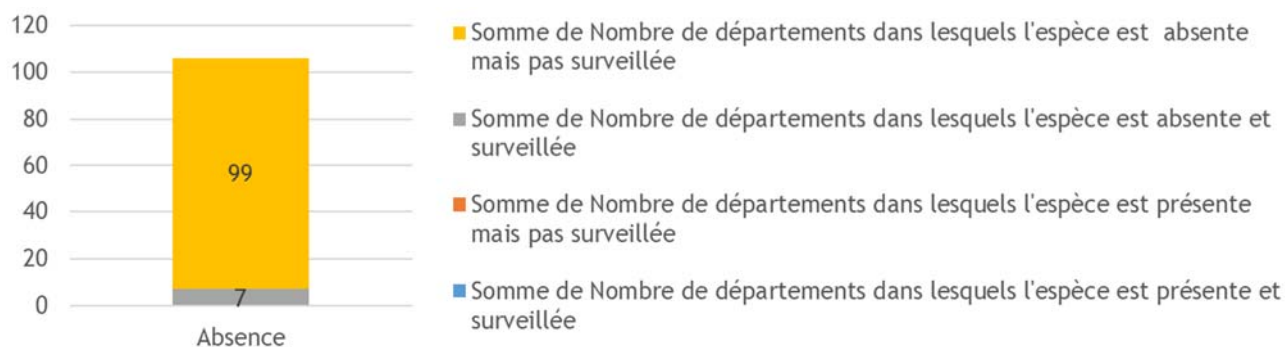 120
100
80
60
40
20
0
99
7
Absence
Somme de Nombre de départements dans lesquels l'espèce est absente
mais pas surveillée
Somme de Nombre de départements dans lesquels l'espèce est absente et
surveillée
Somme de Nombre de départements dans lesquels l'espèce est présente
mais pas surveillée
Somme de Nombre de départements dans lesquels l'espèce est présente et
surveillée